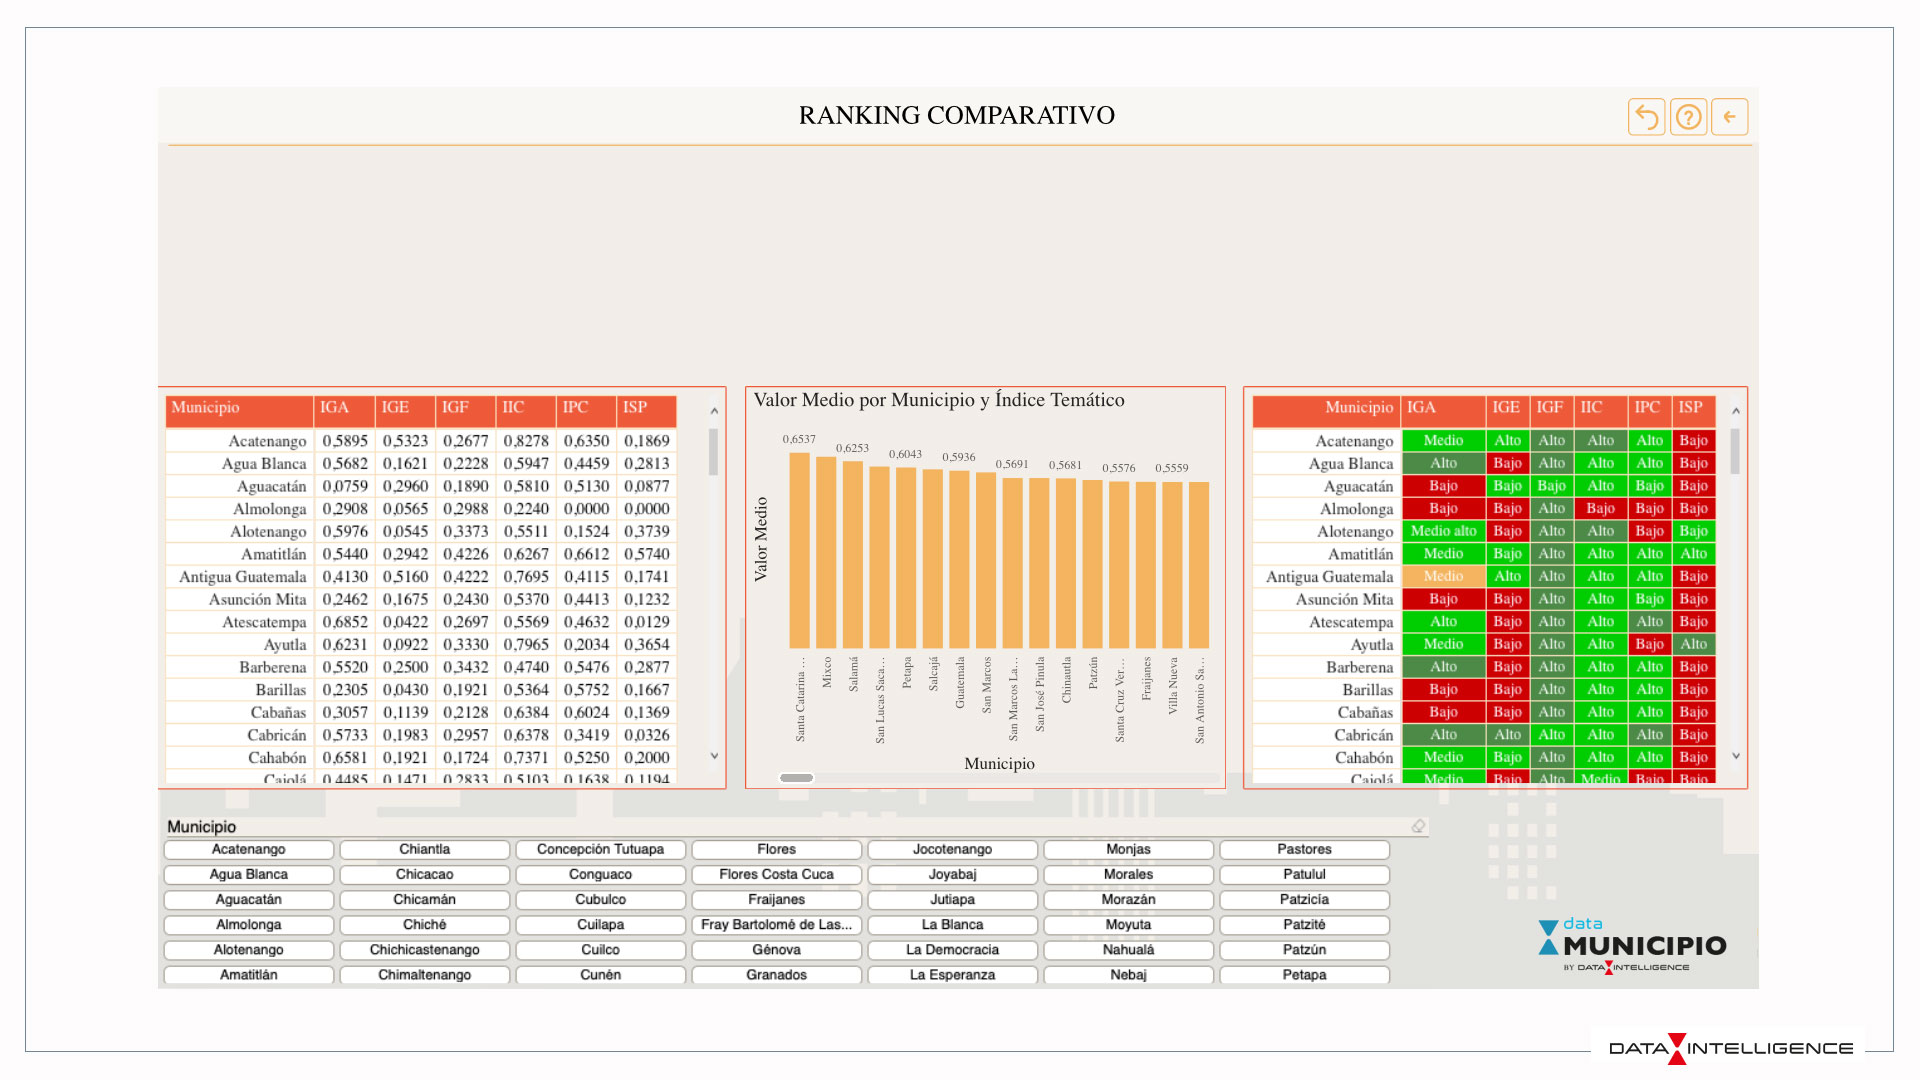 RANKING COMPARATIVO
Municipio IGA IGE IGF IIC IPC ISP
Acatenango 0,5895 0,5323 0,2677 0,8278 0,6350 0,1869
Agua Blanca 0,5682 0,1621 0,2228 0,5947 0,4459 0,2813
Aguacatán 0,0759 0,2960 0,1890 0,5810 0,5130 0,0877
Almolonga 0,2908 0,0565 0,2988 0,2240 0,0000 0,0000
Alotenango 0,5976 0,0545 0,3373 0,5511 0,1524 0,3739
Amatitlán 0,5440 0,2942 0,4226 0,6267 0,6612 0,5740
Antigua Guatemala 0,4130 0,5160 0,4222 0,7695 0,4115 0,1741
Asunción Mita 0,2462 0,1675 0,2430 0,5370 0,4413 0,1232
Atescatempa 0,6852 0,0422 0,2697 0,5569 0,4632 0,0129
Ayutla 0,6231 0,0922 0,3330 0,7965 0,2034 0,3654
Barberena 0,5520 0,2500 0,3432 0,4740 0,5476 0,2877
Barillas 0,2305 0,0430 0,1921 0,5364 0,5752 0,1667
Cabañas 0,3057 0,1139 0,2128 0,6384 0,6024 0,1369
Cabricán 0,5733 0,1983 0,2957 0,6378 0,3419 0,0326
Cahabón 0,6581 0,1921 0,1724 0,7371 0,5250 0,2000
Cajolá 0,4485 0,1471 0,2833 0,5103 0,1638 0,1194
Valor Medio por Municipio y Índice Temático
Valor Medio
0,6537
0,6253
0,6043
0,5936
0,5691
0,5681
0,5576
0,5559
Santa Catarina ...
Mixco
Salamá
San Lucas Saca...
Petapa
Salcajá
Guatemala
San Marcos
San Marcos La...
San José Pinula
Chinautla
Patzún
Santa Cruz Ver...
Fraijanes
Villa Nueva
San Antonio Sa...
Municipio
Municipio IGA IGE IGF IIC IPC ISP
Acatenango Medio Alto Alto Alto Alto Bajo
Agua Blanca Alto Bajo Alto Alto Alto Bajo
Aguacatán Bajo Bajo Bajo Alto Bajo Bajo
Almolonga Bajo Bajo Alto Bajo Bajo Bajo
Alotenango Medio alto Bajo Alto Alto Bajo Bajo
Amatitlán Medio Bajo Alto Alto Alto Alto
Antigua Guatemala Medio Alto Alto Alto Alto Bajo
Asunción Mita Bajo Bajo Alto Alto Bajo Bajo
Atescatempa Alto Bajo Alto Alto Alto Bajo
Ayutla Medio Bajo Alto Alto Bajo Alto
Barberena Alto Bajo Alto Alto Alto Bajo
Barillas Bajo Bajo Alto Alto Alto Bajo
Cabañas Bajo Bajo Alto Alto Alto Bajo
Cabricán Alto Alto Alto Alto Alto Bajo
Cahabón Medio Bajo Alto Alto Alto Bajo
Cajolá Medio Bajo Alto Medio Bajo Bajo
Municipio
Acatenango Chiantla Concepción Tutuapa Flores Jocotenango Monjas Pastores
Agua Blanca Chicacao Conguaco Flores Costa Cuca Joyabaj Morales Patulul
Aguacatán Chicamán Cubulco Fraijanes Jutiapa Morazán Patzicía
Almolonga Chiché Cuilapa Fray Bartolomé de Las... La Blanca Moyuta Patzité
Alotenango Chichicastenango Cuilco Génova La Democracia Nahualá Patzún
Amatitlán Chimaltenango Cunén Granados La Esperanza Nebaj Petapa
data
MUNICIPIO
BY DATA INTELLIGENCE
DATA INTELLIGENCE